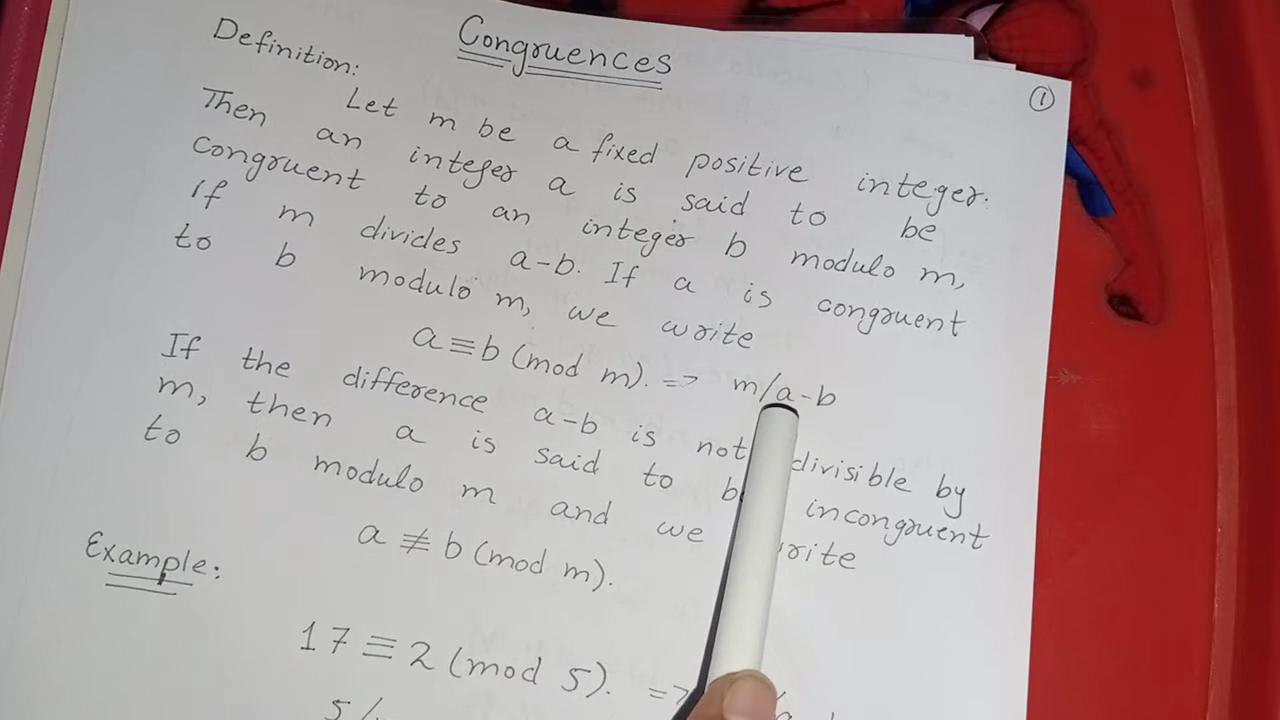 Congruences
1
Definition:
Let m be a fixed positive integer.
Then an integer a is said to be
congruent to an integer b modulo m,
if m divides a-b. If a is congruent
to b modulo m, we write
a≡b (mod m). => m/a-b
If the difference a-b is not divisible by
m, then a is said to incongruent
to b modulo m and we
a ≢ b (mod m).
Example:
17 ≡ 2 (mod 5). =>
5/